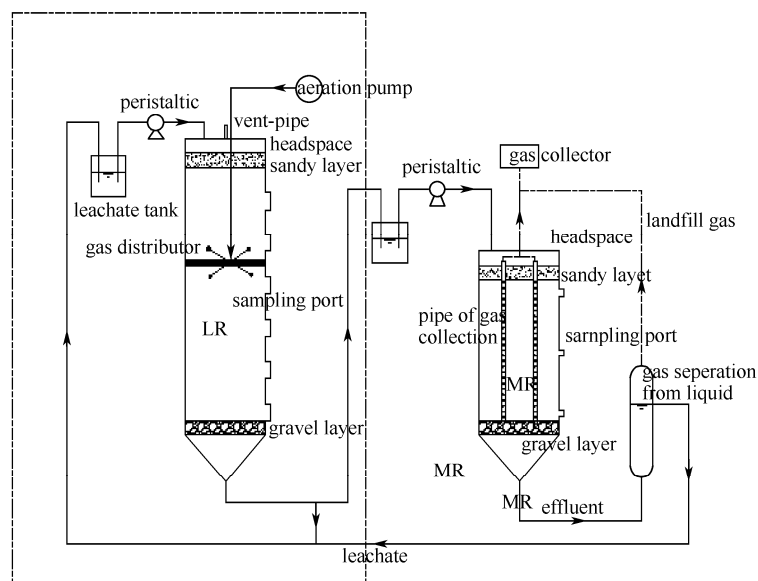 aeration pump
peristaltic
vent-pipe
headspace
sandy layer
leachate tank
gas distributor
sampling port
LR
gravel layer
peristaltic
gas collector
landfill gas
headspace
sandy layet
pipe of gas
collection
sarnpling port
MR
gas seperation
from liquid
gravel layer
MR
MR
effluent
leachate